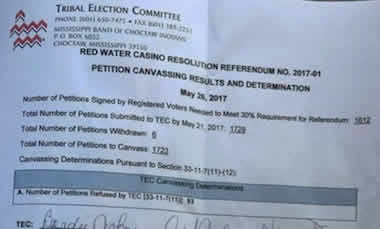 TRIBAL ELECTION COMMITTEE
PHONE (601) 650-7475 • FAX (601) 389-2251
MISSISSIPPI BAND OF CHOCTAW INDIANS
P O BOX 6052
CHOCTAW MISSISSIPPI 39350
RED WATER CASINO RESOLUTION REFERENDUM NO. 2017-01
PETITION CANVASSING RESULTS AND DETERMINATION
May 26, 2017
Number of Petitions Signed by Registered Voters Needed to Meet 30% Requirement for Referendum: 1612
Total Number of Petitions Submitted to TEC by May 21, 2017: 1729
Total Number of Petitions Withdrawn: 6
Total Number of Petitions to Canvass: 1723
Canvassing Determinations Pursuant to Section 33-11-7(11)-(12):
TEC Canvassing Determinations
A. Number of Petitions Refused by TEC [33-11-7(11)]:
TEC: